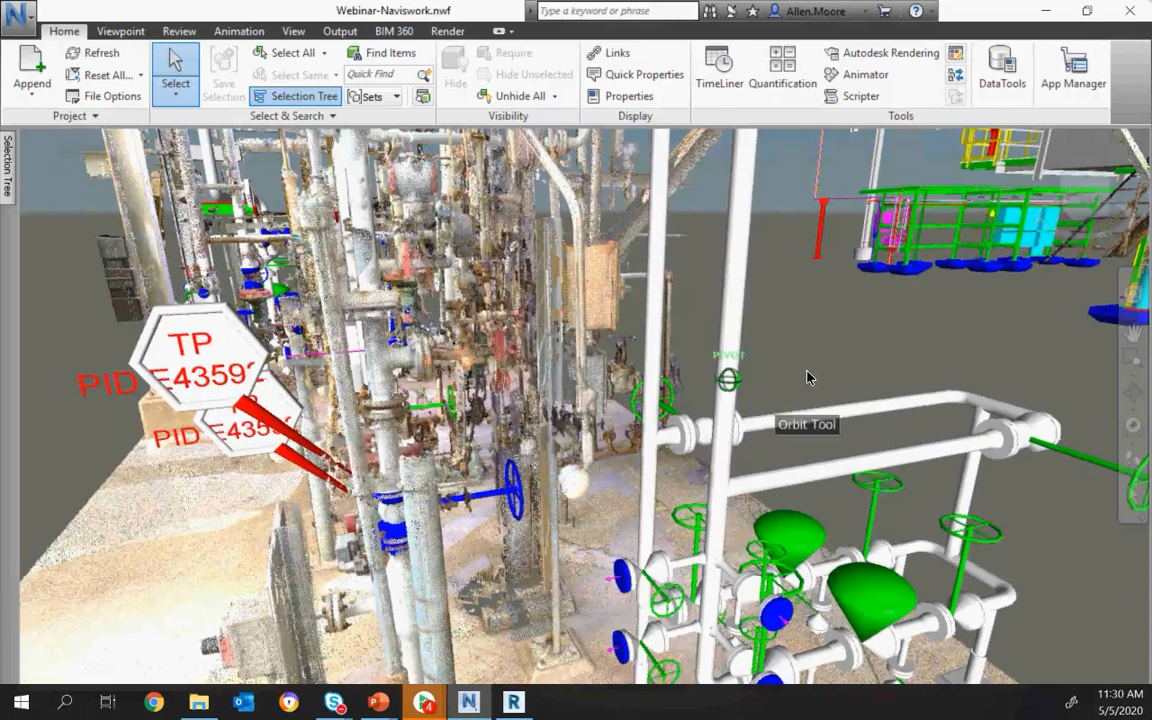 Webinar-Naviswork.nwf
Type a keyword or phrase
Allen.Moore
Home Viewpoint Review Animation View Output BIM 360 Render
Append
Refresh
Reset All...
File Options
Project
Select
Save Selection
Select All
Select Same
Selection Tree
Find Items
Quick Find
Sets
Select & Search
Hide
Require
Hide Unselected
Unhide All
Visibility
Links
Quick Properties
Properties
Display
TimeLiner
Quantification
Autodesk Rendering
Animator
Scripter
DataTools
App Manager
Tools
Selection Tree
TP
PID E4359
PID E435
PIVOT
Orbit Tool
4
11:30 AM
5/5/2020